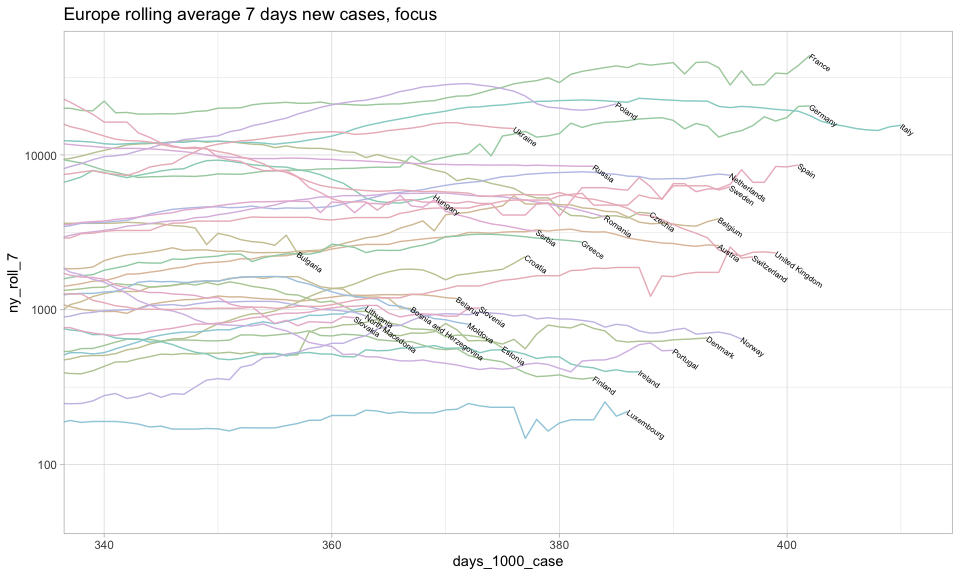 Europe rolling average 7 days new cases, focus
ny_roll_7
10000
1000
100
France
Poland
Germany
Italy
Ukraine
Russia
Spain
Netherlands
Sweden
Hungary
Romania
Czechia
Belgium
Serbia
Greece
Austria
Switzerland
United Kingdom
Bulgaria
Croatia
Belarus
Slovenia
Lithuania
North Macedonia
Slovakia
Bosnia and Herzegovina
Moldova
Estonia
Norway
Denmark
Portugal
Ireland
Finland
Luxembourg
340
360
380
400
days_1000_case